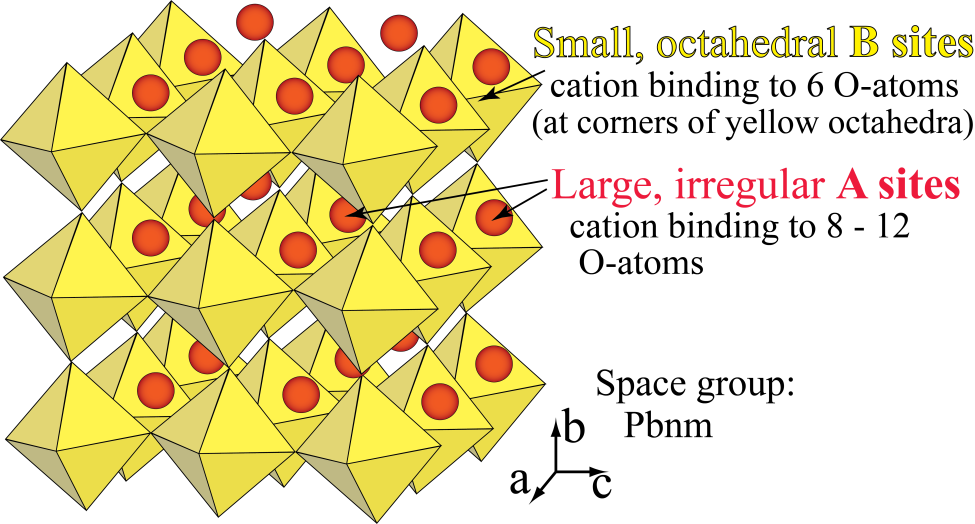 Small, octahedral B sites
cation binding to 6 O-atoms
(at corners of yellow octahedra)
Large, irregular A sites
cation binding to 8 - 12
O-atoms
Space group:
Pbnm
b
a
c